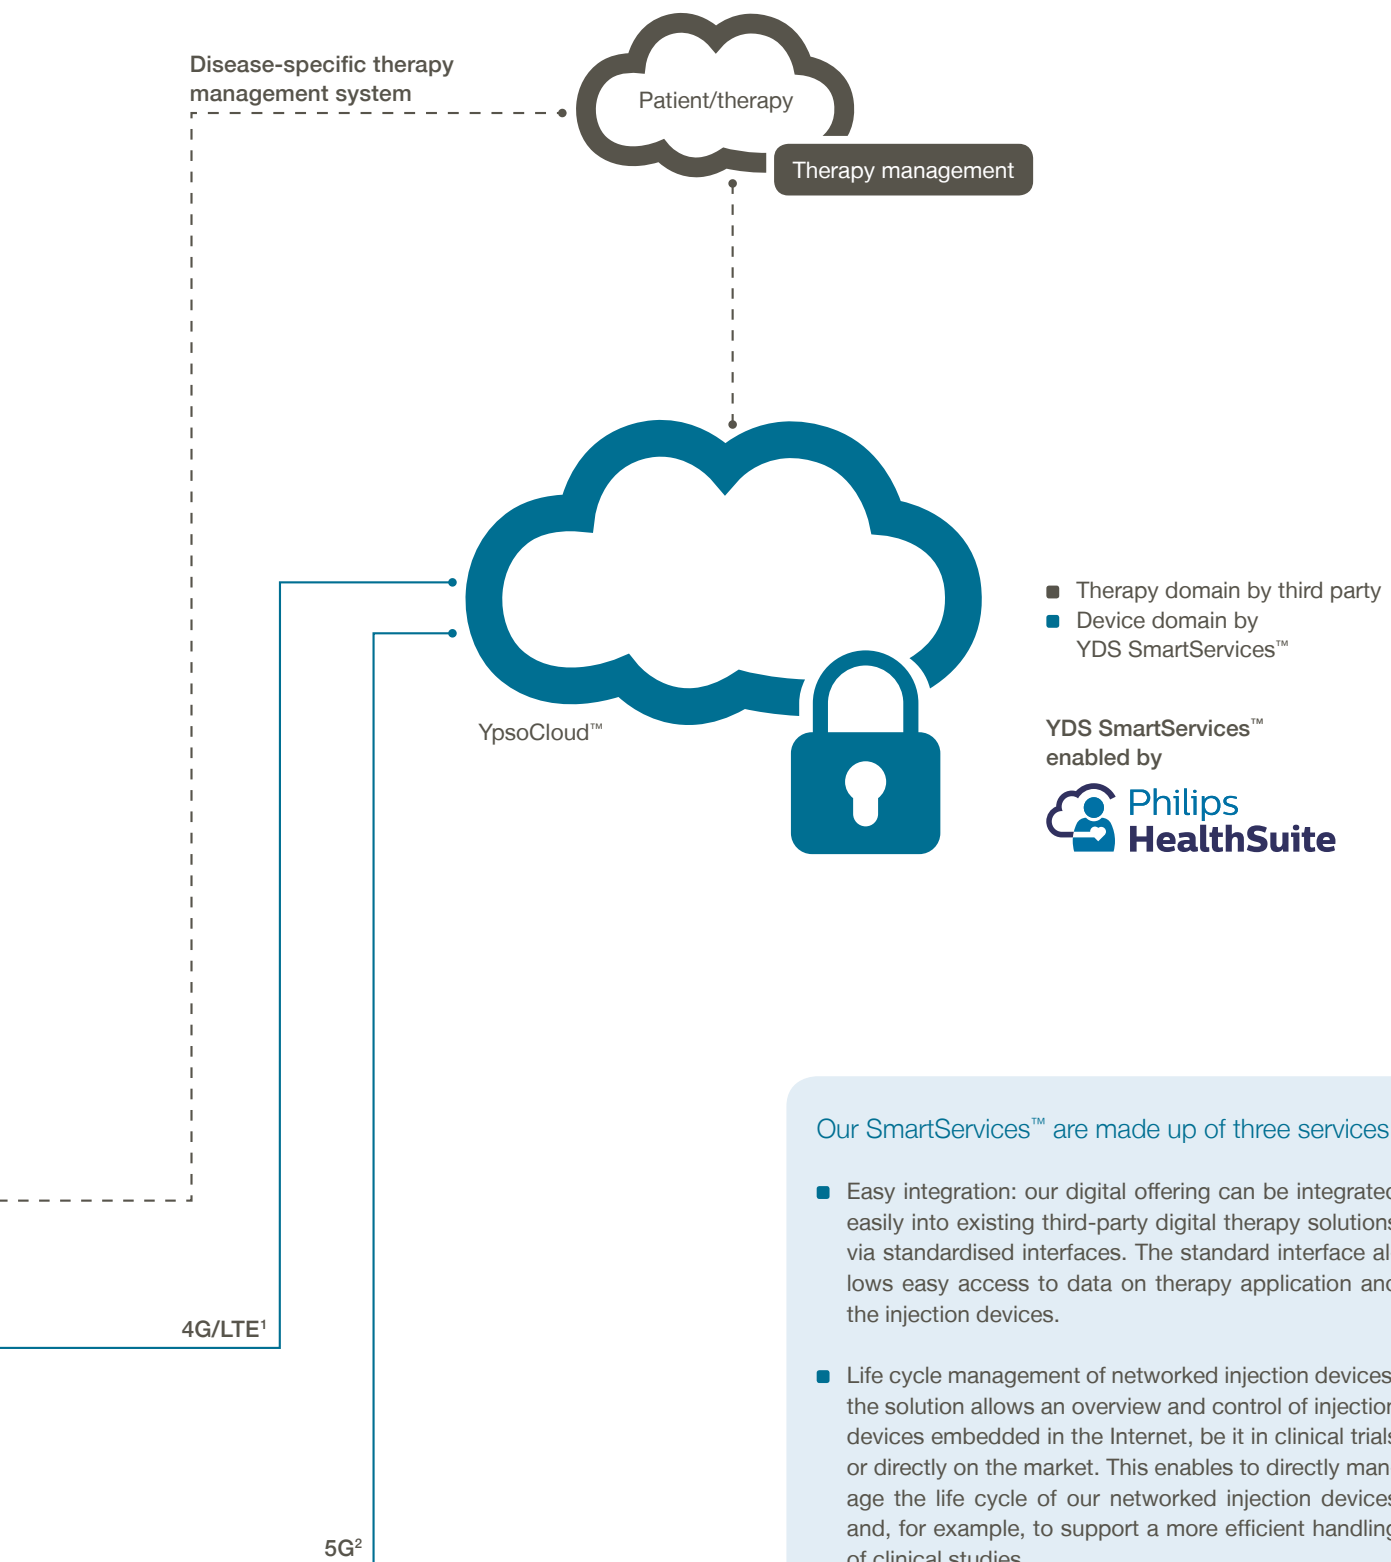 Disease-specific therapy
management system
Patient/therapy
Therapy management
Therapy domain by third party
Device domain by
YDS SmartServices™
YpsoCloud™
YDS SmartServices™
enabled by
Philips
HealthSuite
Our SmartServices™ are made up of three services
Easy integration: our digital offering can be integrated
easily into existing third-party digital therapy solutions
via standardised interfaces. The standard interface al
lows easy access to data on therapy application and
the injection devices.
4G/LTE¹
Life cycle management of networked injection devices
the solution allows an overview and control of injection
devices embedded in the Internet, be it in clinical trials
or directly on the market. This enables to directly man
age the life cycle of our networked injection devices
and, for example, to support a more efficient handling
of clinical studies
5G²